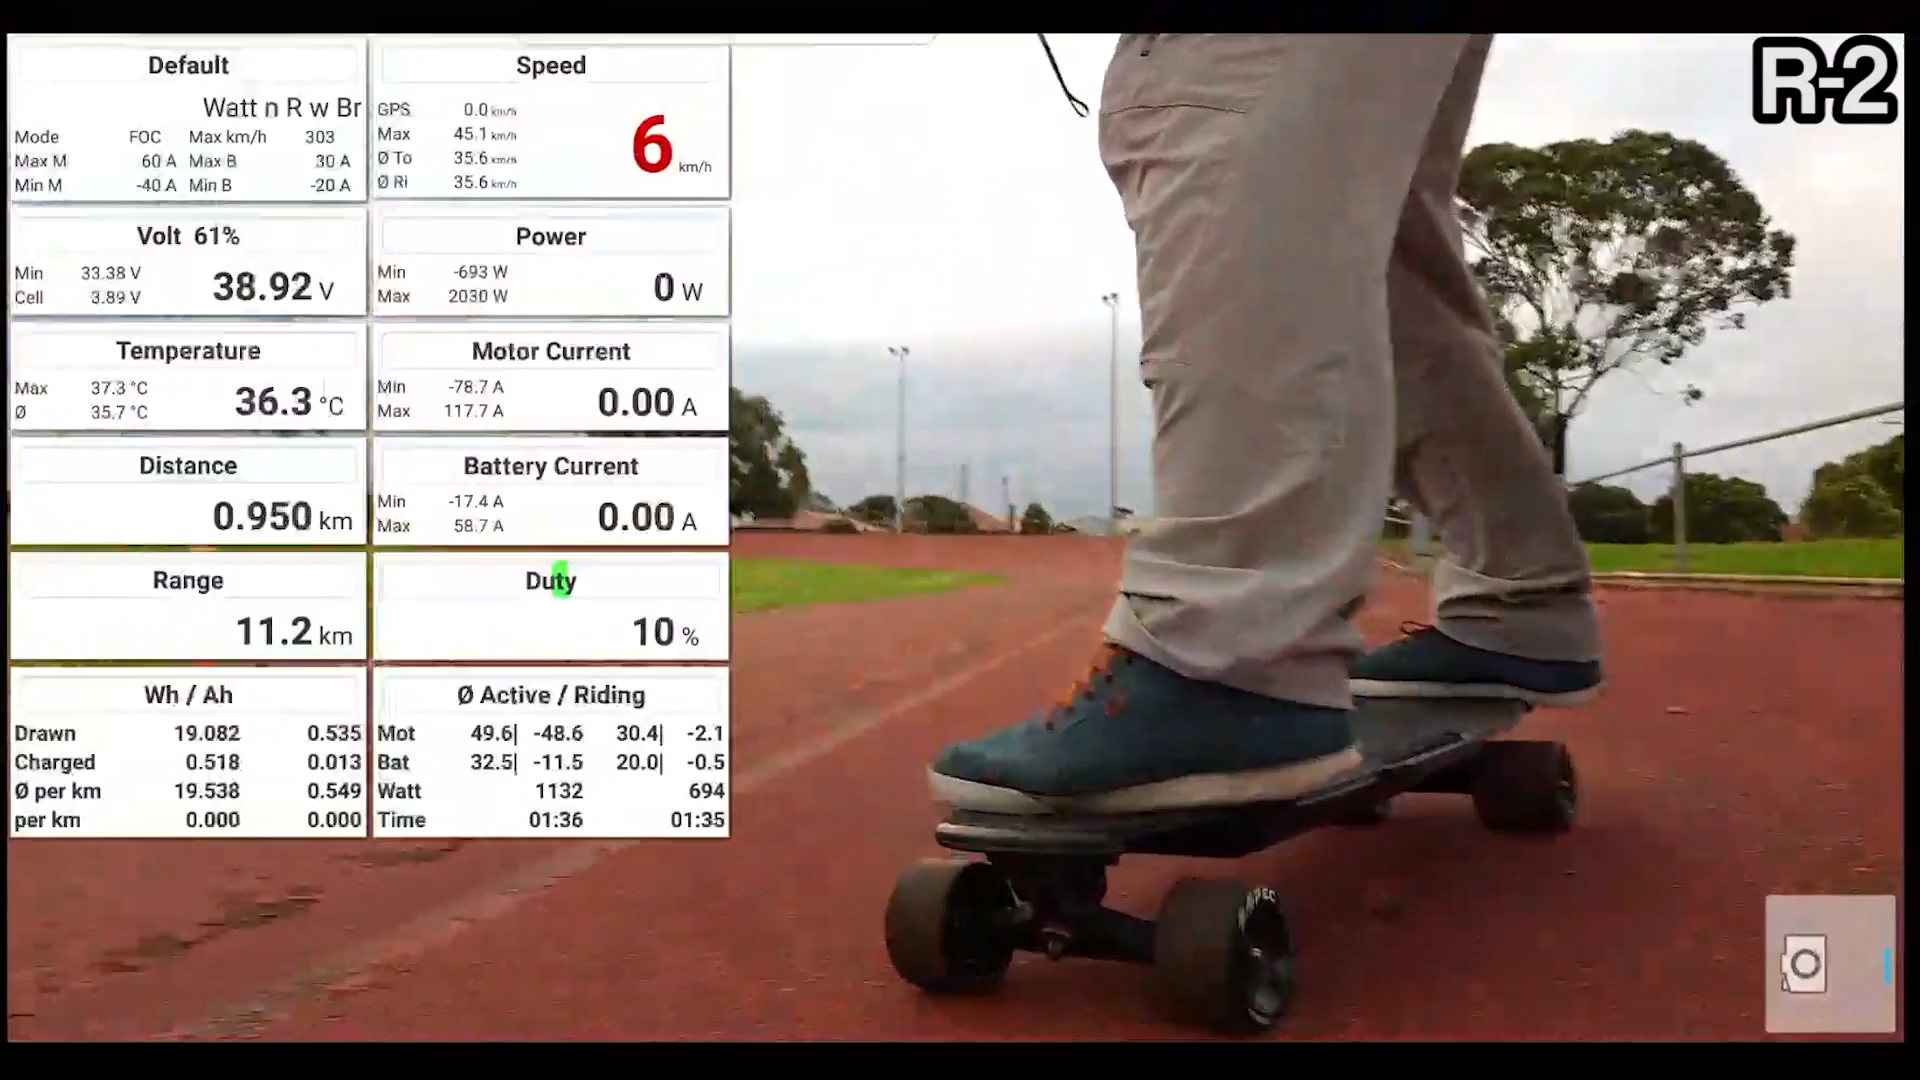 R-2
Default
Watt n R w Br
Mode FOC Max km/h 303
Max M 60 A Max B 30 A
Min M -40 A Min B -20 A
Speed
GPS 0.0 km/h
Max 45.1 km/h
Ø To 35.6 km/h
Ø Ri 35.6 km/h
6 km/h
Volt 61%
Min 33.38 V
Cell 3.89 V
38.92 V
Power
Min -693 W
Max 2030 W
0 W
Temperature
Max 37.3 °C
Ø 35.7 °C
36.3 °C
Motor Current
Min -78.7 A
Max 117.7 A
0.00 A
Distance
0.950 km
Battery Current
Min -17.4 A
Max 58.7 A
0.00 A
Range
11.2 km
Duty
10 %
Wh / Ah
Drawn 19.082 0.535
Charged 0.518 0.013
Ø per km 19.538 0.549
per km 0.000 0.000
Ø Active / Riding
Mot 49.6| -48.6 30.4| -2.1
Bat 32.5| -11.5 20.0| -0.5
Watt 1132 694
Time 01:36 01:35